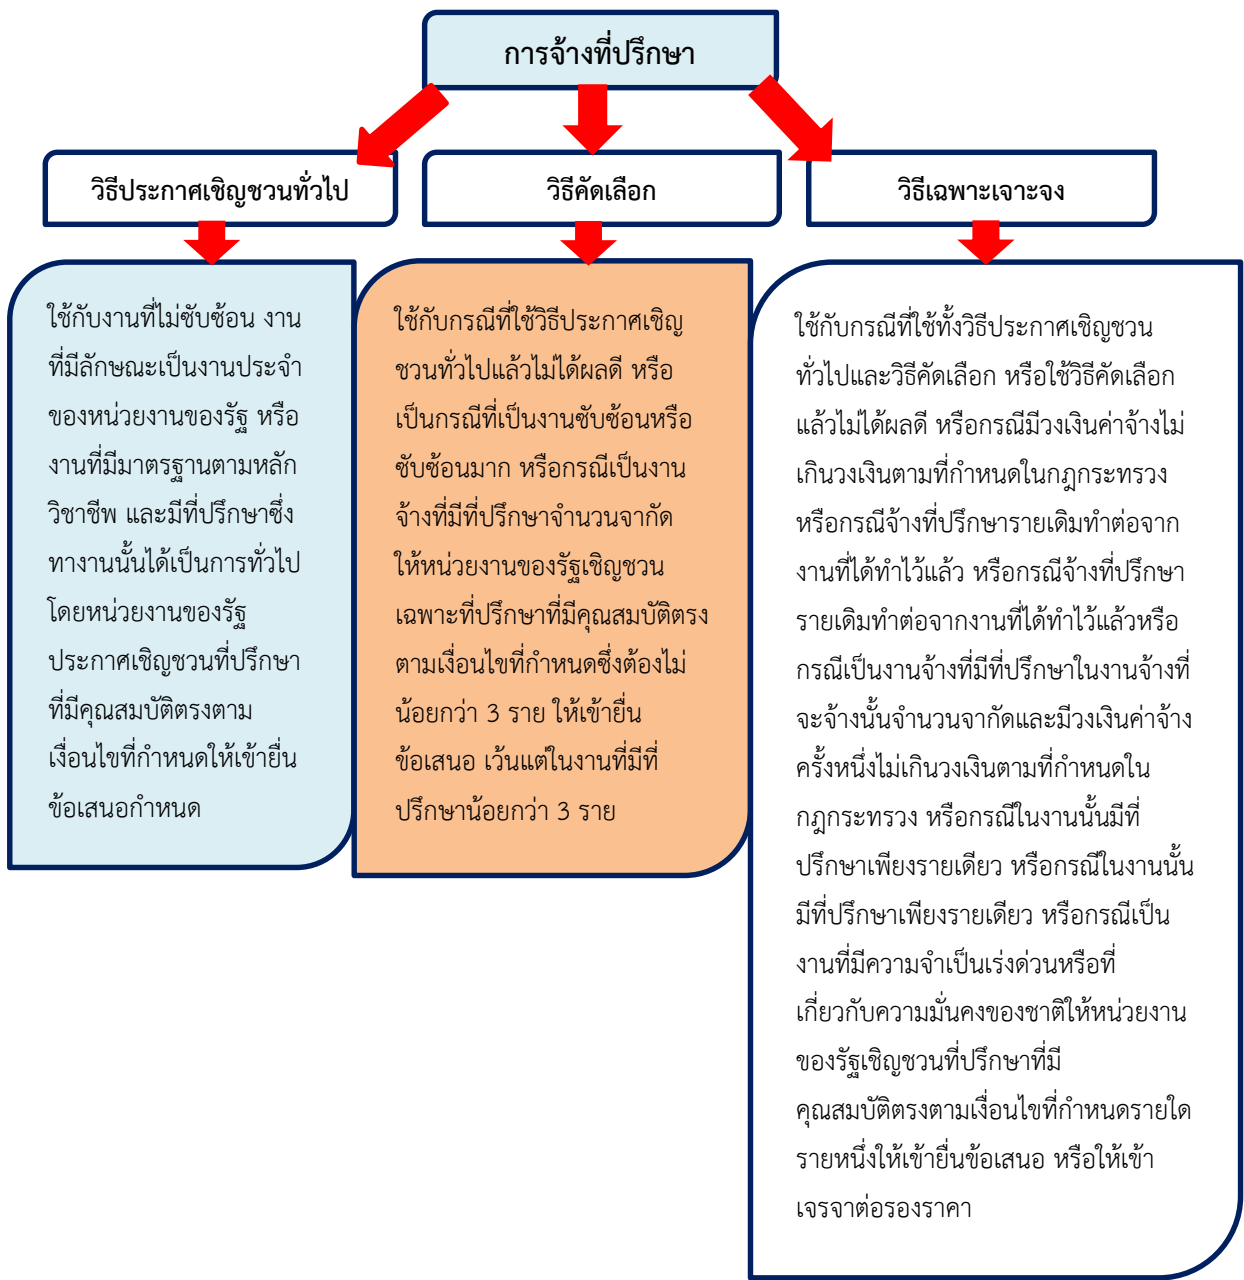 การจ้างที่ปรึกษา
วิธีประกาศเชิญชวนทั่วไป
วิธีคัดเลือก
วิธีเฉพาะเจาะจง
ใช้กับงานที่ไม่ซับซ้อน งาน
ที่มีลักษณะเป็นงานประจำ
ของหน่วยงานของรัฐ หรือ
งานที่มีมาตรฐานตามหลัก
วิชาชีพ และมีที่ปรึกษาซึ่ง
ทางานนั้นได้เป็นการทั่วไป
โดยหน่วยงานของรัฐ
ประกาศเชิญชวนที่ปรึกษา
ที่มีคุณสมบัติตรงตาม
เงื่อนไขที่กำหนดให้เข้ายื่น
ข้อเสนอกำหนด
ใช้กับกรณีที่ใช้วิธีประกาศเชิญ
ชวนทั่วไปแล้วไม่ได้ผลดี หรือ
เป็นกรณีที่เป็นงานซับซ้อนหรือ
ซับซ้อนมาก หรือกรณีเป็นงาน
จ้างที่มีที่ปรึกษาจำนวนจากัด
ให้หน่วยงานของรัฐเชิญชวน
เฉพาะที่ปรึกษาที่มีคุณสมบัติตรง
ตามเงื่อนไขที่กำหนดซึ่งต้องไม่
น้อยกว่า 3 ราย ให้เข้ายื่น
ข้อเสนอ เว้นแต่ในงานที่มีที่
ปรึกษาน้อยกว่า 3 ราย
ใช้กับกรณีที่ใช้ทั้งวิธีประกาศเชิญชวน
ทั่วไปและวิธีคัดเลือก หรือใช้วิธีคัดเลือก
แล้วไม่ได้ผลดี หรือกรณีมีวงเงินค่าจ้างไม่
เกินวงเงินตามที่กำหนดในกฎกระทรวง
หรือกรณีจ้างที่ปรึกษารายเดิมทำต่อจาก
งานที่ได้ทำไว้แล้ว หรือกรณีจ้างที่ปรึกษา
รายเดิมทำต่อจากงานที่ได้ทำไว้แล้วหรือ
กรณีเป็นงานจ้างที่มีที่ปรึกษาในงานจ้างที่
จะจ้างนั้นจำนวนจากัดและมีวงเงินค่าจ้าง
ครั้งหนึ่งไม่เกินวงเงินตามที่กำหนดใน
กฎกระทรวง หรือกรณีในงานนั้นมีที่
ปรึกษาเพียงรายเดียว หรือกรณีในงานนั้น
มีที่ปรึกษาเพียงรายเดียว หรือกรณีเป็น
งานที่มีความจำเป็นเร่งด่วนหรือที่
เกี่ยวกับความมั่นคงของชาติให้หน่วยงาน
ของรัฐเชิญชวนที่ปรึกษาที่มี
คุณสมบัติตรงตามเงื่อนไขที่กำหนดรายใด
รายหนึ่งให้เข้ายื่นข้อเสนอ หรือให้เข้า
เจรจาต่อรองราคา